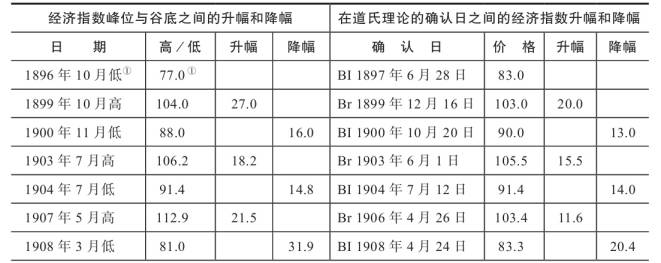 经济指数峰位与谷底之间的升幅和降幅 在道氏理论的确认日之间的经济指数升幅和降幅
日 期 高/低 升幅 降幅 确 认 日 价 格 升幅 降幅
1896 年 10 月低① 77.0① BI 1897 年 6 月 28 日 83.0
1899 年 10 月高 104.0 27.0 Br 1899 年 12 月 16 日 103.0 20.0
1900 年 11 月低 88.0 16.0 BI 1900 年 10 月 20 日 90.0 13.0
1903 年 7 月高 106.2 18.2 Br 1903 年 6 月 1 日 105.5 15.5
1904 年 7 月低 91.4 14.8 BI 1904 年 7 月 12 日 91.4 14.0
1907 年 5 月高 112.9 21.5 Br 1906 年 4 月 26 日 103.4 11.6
1908 年 3 月低 81.0 31.9 BI 1908 年 4 月 24 日 83.3 20.4